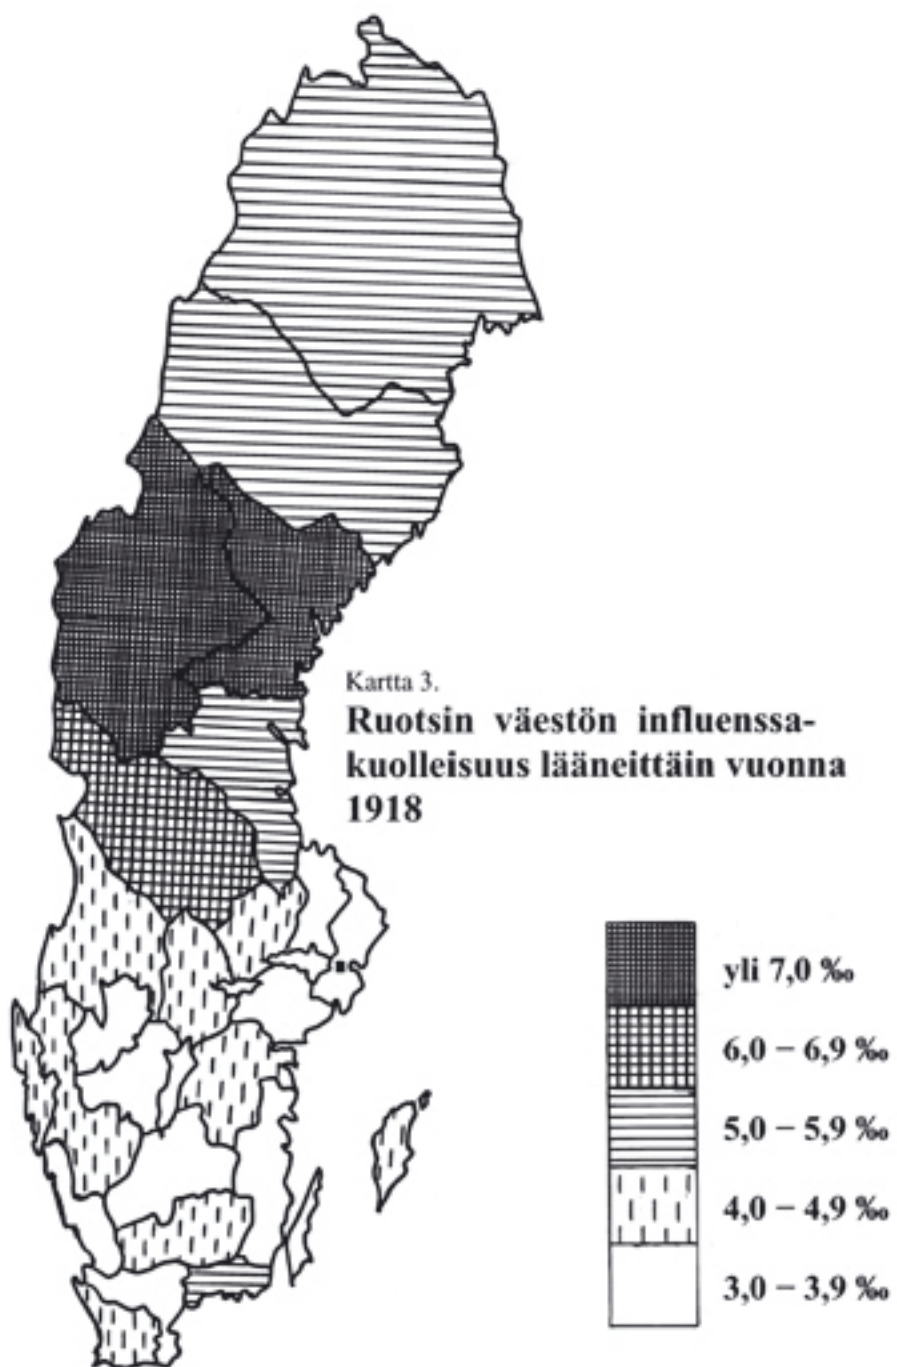 Kartta 3.
Ruotsin väestön influenssa-
kuolleisuus lääneittäin vuonna
1918
yli 7,0 ‰
6,0 – 6,9 ‰
5,0 – 5,9 ‰
4,0 – 4,9 ‰
3,0 – 3,9 ‰